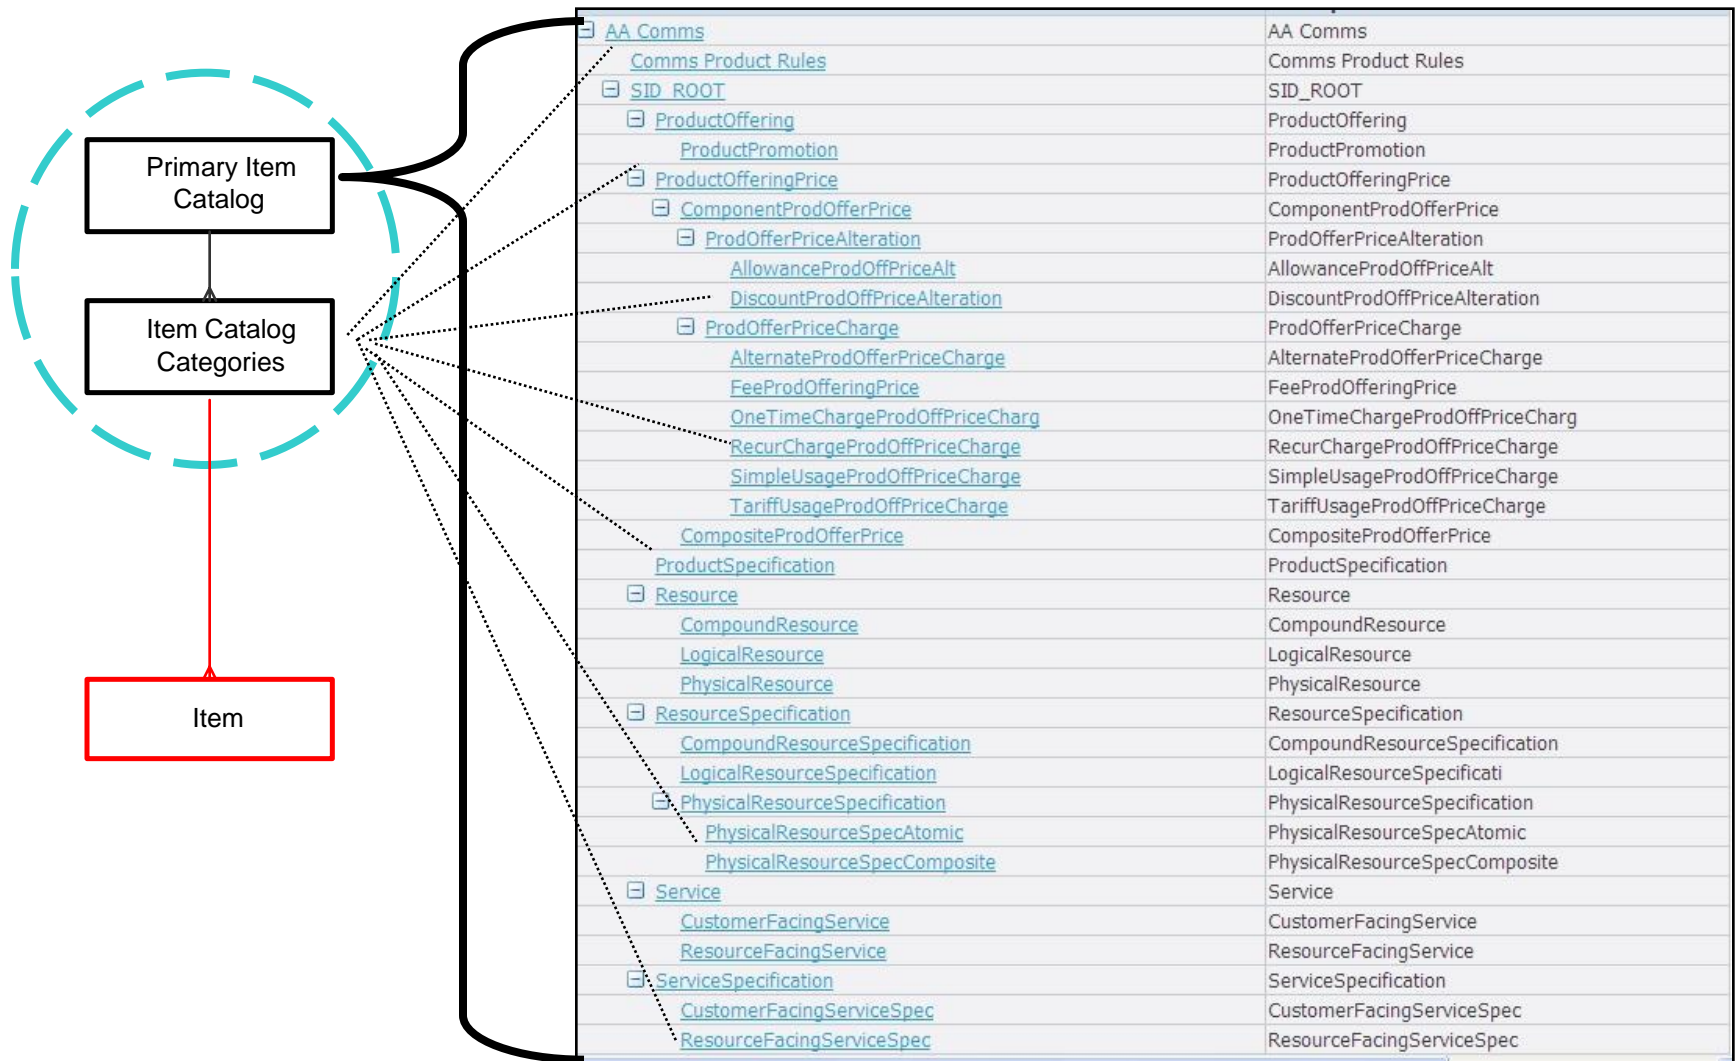 Primary Item
Catalog
Item Catalog
Categories
Item
AA Comms AA Comms
Comms Product Rules Comms Product Rules
SID_ROOT SID_ROOT
ProductOffering ProductOffering
ProductPromotion ProductPromotion
ProductOfferingPrice ProductOfferingPrice
ComponentProdOfferPrice ComponentProdOfferPrice
ProdOfferPriceAlteration ProdOfferPriceAlteration
AllowanceProdOffPriceAlt AllowanceProdOffPriceAlt
DiscountProdOffPriceAlteration DiscountProdOffPriceAlteration
ProdOfferPriceCharge ProdOfferPriceCharge
AlternateProdOfferPriceCharge AlternateProdOfferPriceCharge
FeeProdOfferingPrice FeeProdOfferingPrice
OneTimeChargeProdOffPriceCharg OneTimeChargeProdOffPriceCharg
RecurChargeProdOffPriceCharge RecurChargeProdOffPriceCharge
SimpleUsageProdOffPriceCharge SimpleUsageProdOffPriceCharge
TariffUsageProdOffPriceCharge TariffUsageProdOffPriceCharge
CompositeProdOfferPrice CompositeProdOfferPrice
ProductSpecification ProductSpecification
Resource Resource
CompoundResource CompoundResource
LogicalResource LogicalResource
PhysicalResource PhysicalResource
ResourceSpecification ResourceSpecification
CompoundResourceSpecification CompoundResourceSpecification
LogicalResourceSpecification LogicalResourceSpecificati
PhysicalResourceSpecification PhysicalResourceSpecification
PhysicalResourceSpecAtomic PhysicalResourceSpecAtomic
PhysicalResourceSpecComposite PhysicalResourceSpecComposite
Service Service
CustomerFacingService CustomerFacingService
ResourceFacingService ResourceFacingService
ServiceSpecification ServiceSpecification
CustomerFacingServiceSpec CustomerFacingServiceSpec
ResourceFacingServiceSpec ResourceFacingServiceSpec